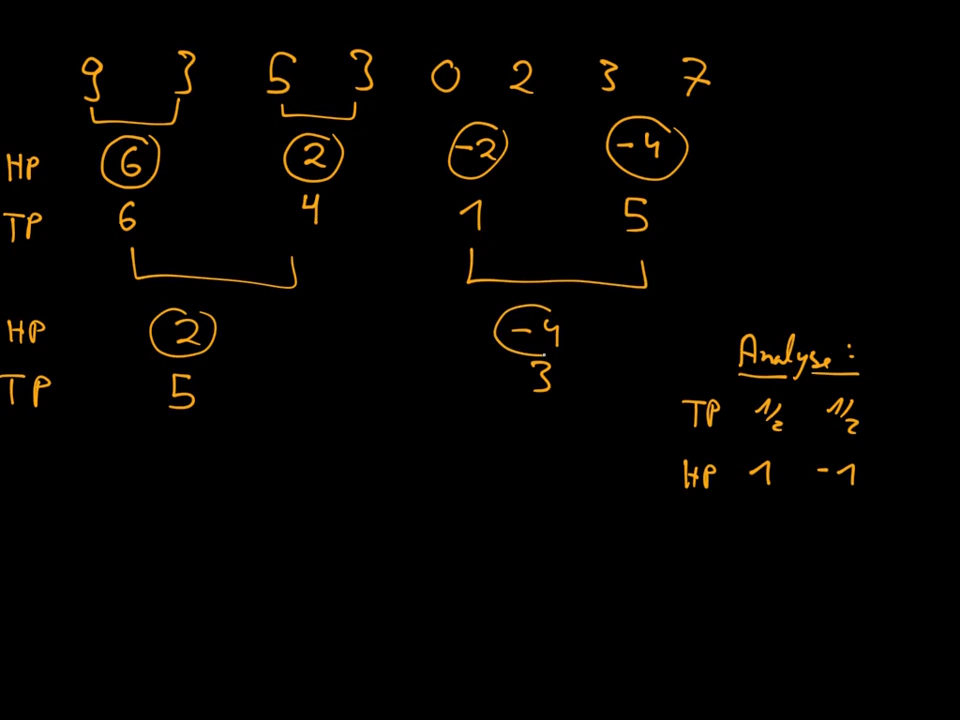 9 3 5 3 0 2 3 7
HP 6 2 -2 -4
TP 6 4 1 5
HP 2 -4
TP 5 3
Analyse:
TP 1/2 1/2
HP 1 -1